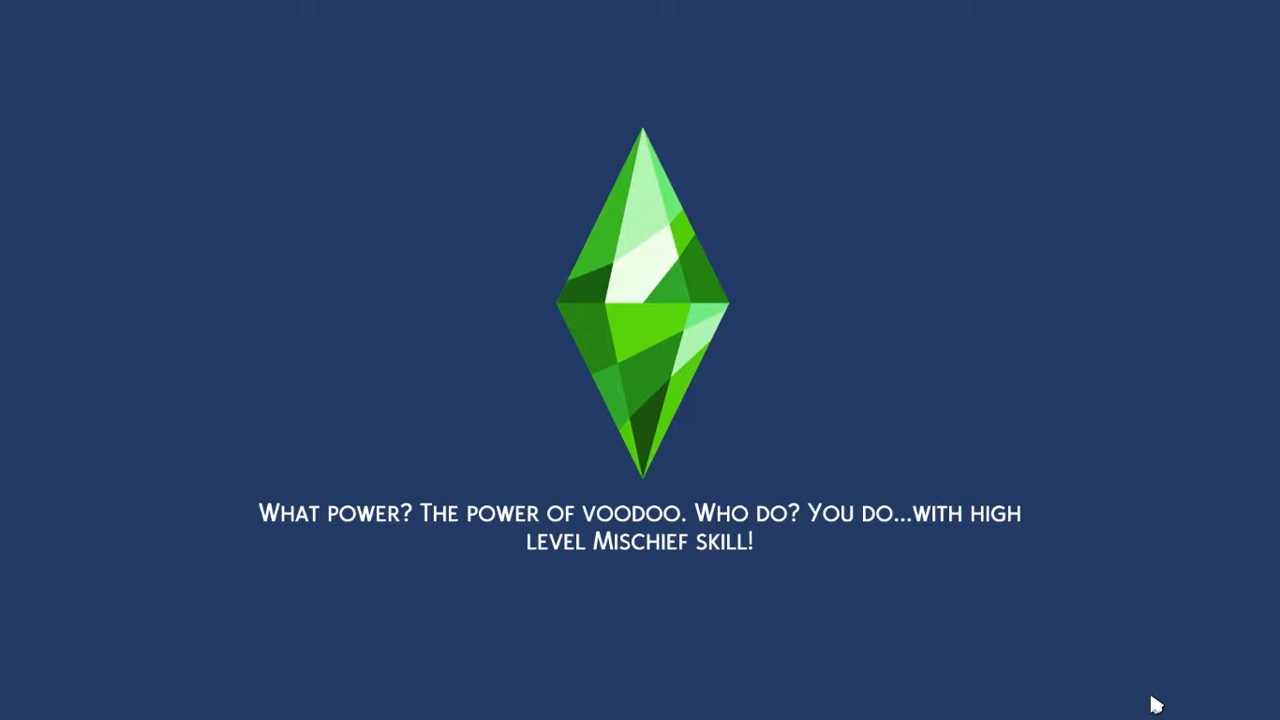 What power? The power of voodoo. Who do? You do...with high
level Mischief skill!